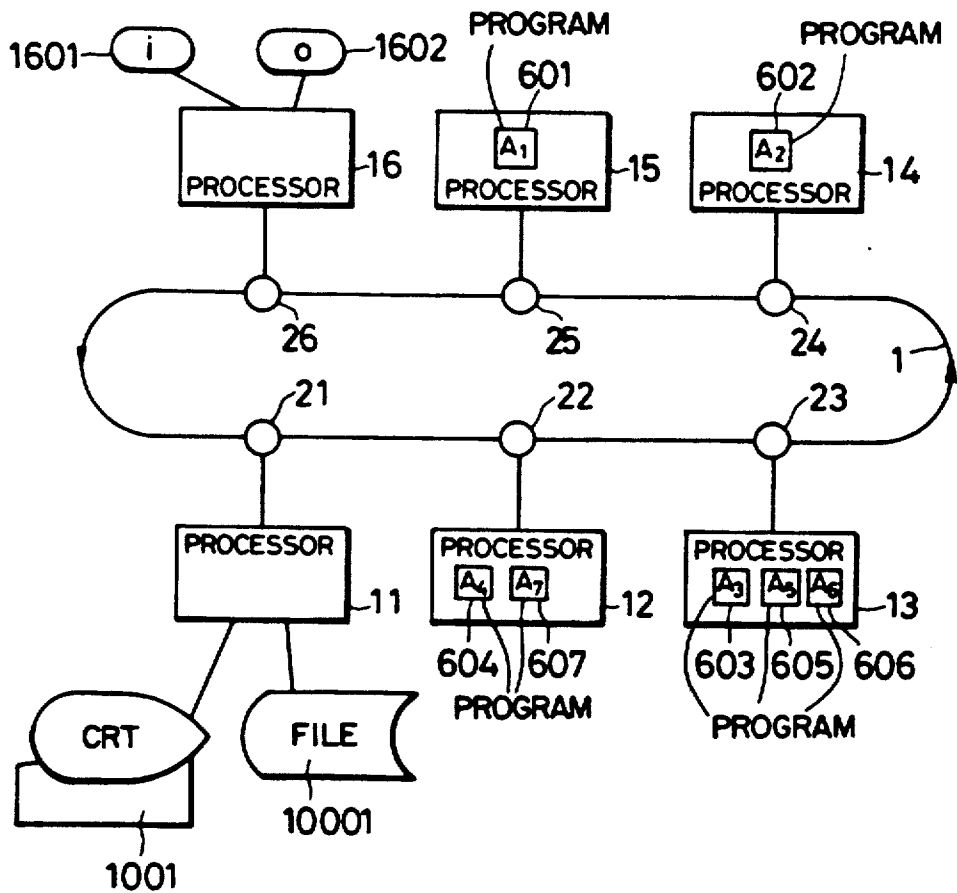 PROGRAM
PROGRAM
1601
i
o
1602
601
602
A1
A2
PROCESSOR
16
PROCESSOR
15
PROCESSOR
14
26
25
24
1
21
22
23
PROCESSOR
11
PROCESSOR
A4
A7
12
PROCESSOR
A3
A5
A6
13
604
607
603
605
606
PROGRAM
PROGRAM
CRT
FILE
1001
10001